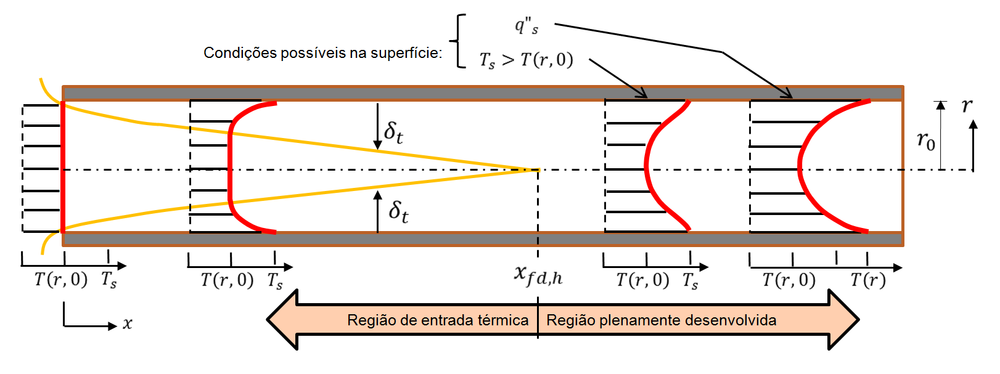 q"s
Condições possíveis na superfície:
Ts > T(r, 0)
δt
r
r0
δt
T(r, 0) Ts
T(r, 0) Ts
xfd,h
T(r, 0) Ts
T(r, 0) T(r)
x
Região de entrada térmica
Região plenamente desenvolvida